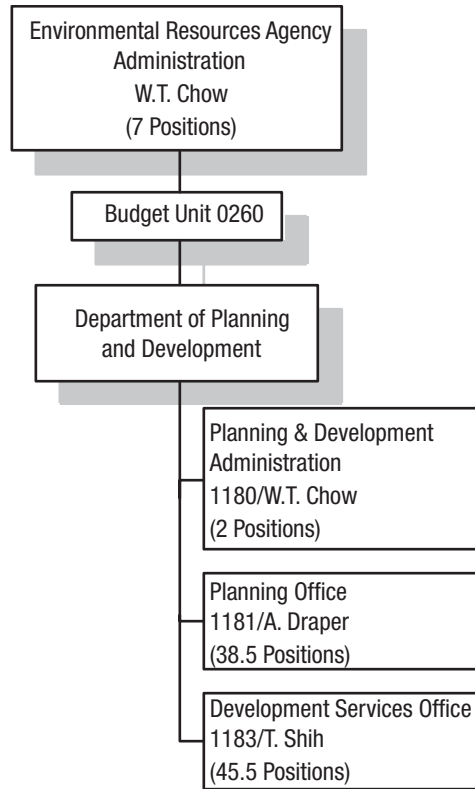 Environmental Resources Agency
Administration
W.T. Chow
(7 Positions)
Budget Unit 0260
Department of Planning
and Development
Planning & Development
Administration
1180/W.T. Chow
(2 Positions)
Planning Office
1181/A. Draper
(38.5 Positions)
Development Services Office
1183/T. Shih
(45.5 Positions)